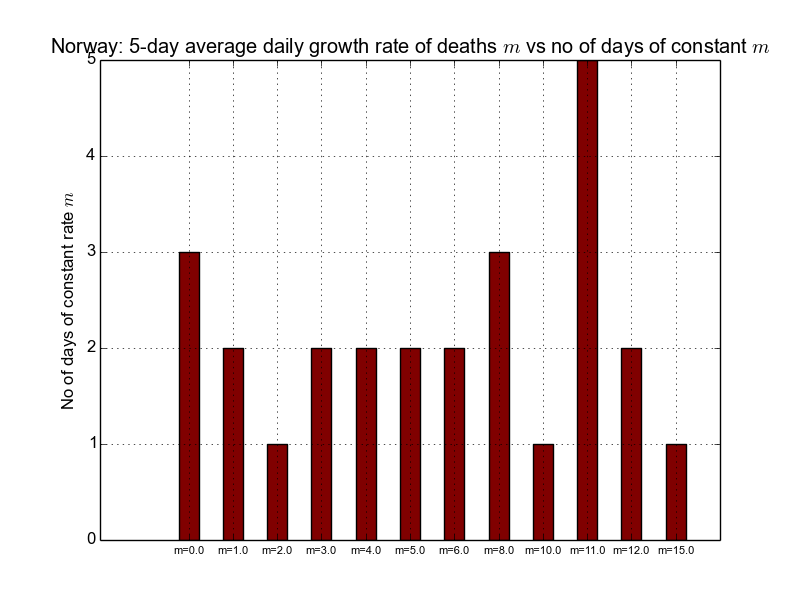 Norway: 5-day average daily growth rate of deaths m vs no of days of constant m
5
4
3
2
1
0
No of days of constant rate m
m=0.0 m=1.0 m=2.0 m=3.0 m=4.0 m=5.0 m=6.0 m=8.0 m=10.0 m=11.0 m=12.0 m=15.0